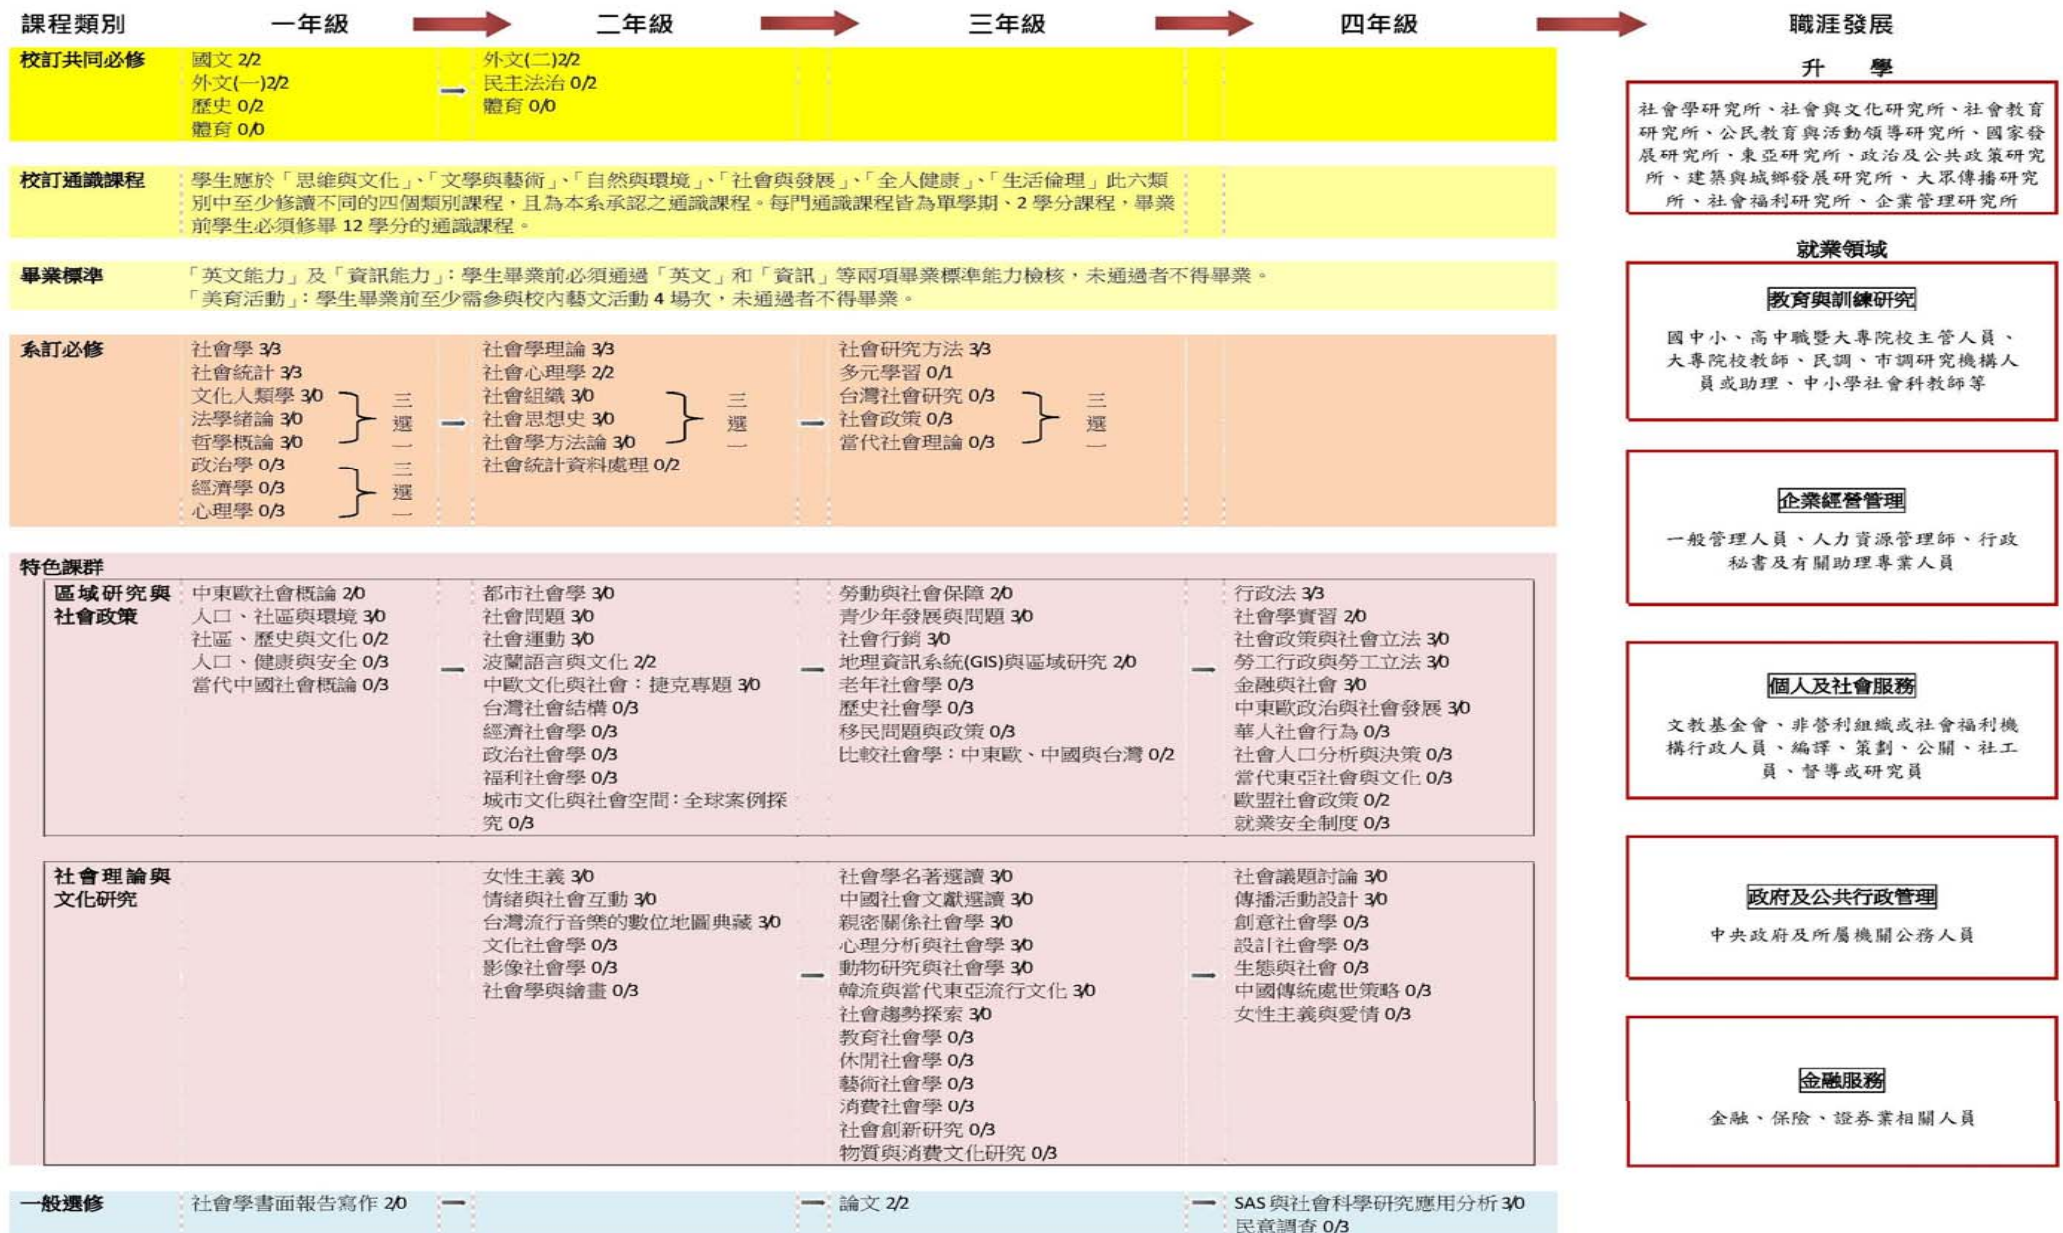 課程類別 一年級 二年級 三年級 四年級 職涯發展
校訂共同必修
國文 2/2
外文(一)2/2
歷史 0/2
體育 0/0
外文(二)2/2
民主法治 0/2
體育 0/0
校訂通識課程
學生應於「思維與文化」、「文學與藝術」、「自然與環境」、「社會與發展」、「全人健康」、「生活倫理」此六類
別中至少修讀不同的四個類別課程，且為本系承認之通識課程。每門通識課程皆為單學期、2 學分課程，畢業
前學生必須修畢 12 學分的通識課程。
畢業標準
「英文能力」及「資訊能力」：學生畢業前必須通過「英文」和「資訊」等兩項畢業標準能力檢核，未通過者不得畢業。
「美育活動」：學生畢業前至少需參與校內藝文活動 4 場次，未通過者不得畢業。
系訂必修
社會學 3/3
社會統計 3/3
文化人類學 3/0
法學緒論 3/0
哲學概論 3/0
三
選
一
政治學 0/3
經濟學 0/3
心理學 0/3
三
選
一
社會學理論 3/3
社會心理學 2/2
社會組織 3/0
社會思想史 3/0
社會學方法論 3/0
三
選
一
社會統計資料處理 0/2
社會研究方法 3/3
多元學習 0/1
台灣社會研究 0/3
社會政策 0/3
當代社會理論 0/3
三
選
一
特色課群
區域研究與
社會政策
中東歐社會概論 2/0
人口、社區與環境 3/0
社區、歷史與文化 0/2
人口、健康與安全 0/3
當代中國社會概論 0/3
都市社會學 3/0
社會問題 3/0
社會運動 3/0
波蘭語言與文化 2/2
中歐文化與社會：捷克專題 3/0
台灣社會結構 0/3
經濟社會學 0/3
政治社會學 0/3
福利社會學 0/3
城市文化與社會空間：全球案例探
究 0/3
勞動與社會保障 2/0
青少年發展與問題 3/0
社會行銷 3/0
地理資訊系統(GIS)與區域研究 2/0
老年社會學 0/3
歷史社會學 0/3
移民問題與政策 0/3
比較社會學：中東歐、中國與台灣 0/2
行政法 3/3
社會學實習 2/0
社會政策與社會立法 3/0
勞工行政與勞工立法 3/0
金融與社會 3/0
中東歐政治與社會發展 3/0
華人社會行為 0/3
社會人口分析與決策 0/3
當代東亞社會與文化 0/3
歐盟社會政策 0/2
就業安全制度 0/3
社會理論與
文化研究
女性主義 3/0
情緒與社會互動 3/0
台灣流行音樂的數位地圖典藏 3/0
文化社會學 0/3
影像社會學 0/3
社會學與繪畫 0/3
社會學名著選讀 3/0
中國社會文獻選讀 3/0
親密關係社會學 3/0
心理分析與社會學 3/0
動物研究與社會學 3/0
韓流與當代東亞流行文化 3/0
社會趨勢探索 3/0
教育社會學 0/3
休閒社會學 0/3
藝術社會學 0/3
消費社會學 0/3
社會創新研究 0/3
物質與消費文化研究 0/3
社會議題討論 3/0
傳播活動設計 3/0
創意社會學 0/3
設計社會學 0/3
生態與社會 0/3
中國傳統處世策略 0/3
女性主義與愛情 0/3
一般選修
社會學書面報告寫作 2/0
論文 2/2
SAS 與社會科學研究應用分析 3/0
民意調查 0/3
升 學
社會學研究所、社會與文化研究所、社會教育
研究所、公民教育與活動領導研究所、國家發
展研究所、東亞研究所、政治及公共政策研究
所、建築與城鄉發展研究所、大眾傳播研究
所、社會福利研究所、企業管理研究所
就業領域
教育與訓練研究
國中小、高中職暨大專院校主管人員、
大專院校教師、民調、市調研究機構人
員或助理、中小學社會科教師等
企業經營管理
一般管理人員、人力資源管理師、行政
秘書及有關助理專業人員
個人及社會服務
文教基金會、非營利組織或社會福利機
構行政人員、編譯、策劃、公關、社工
員、督導或研究員
政府及公共行政管理
中央政府及所屬機關公務人員
金融服務
金融、保險、證券業相關人員